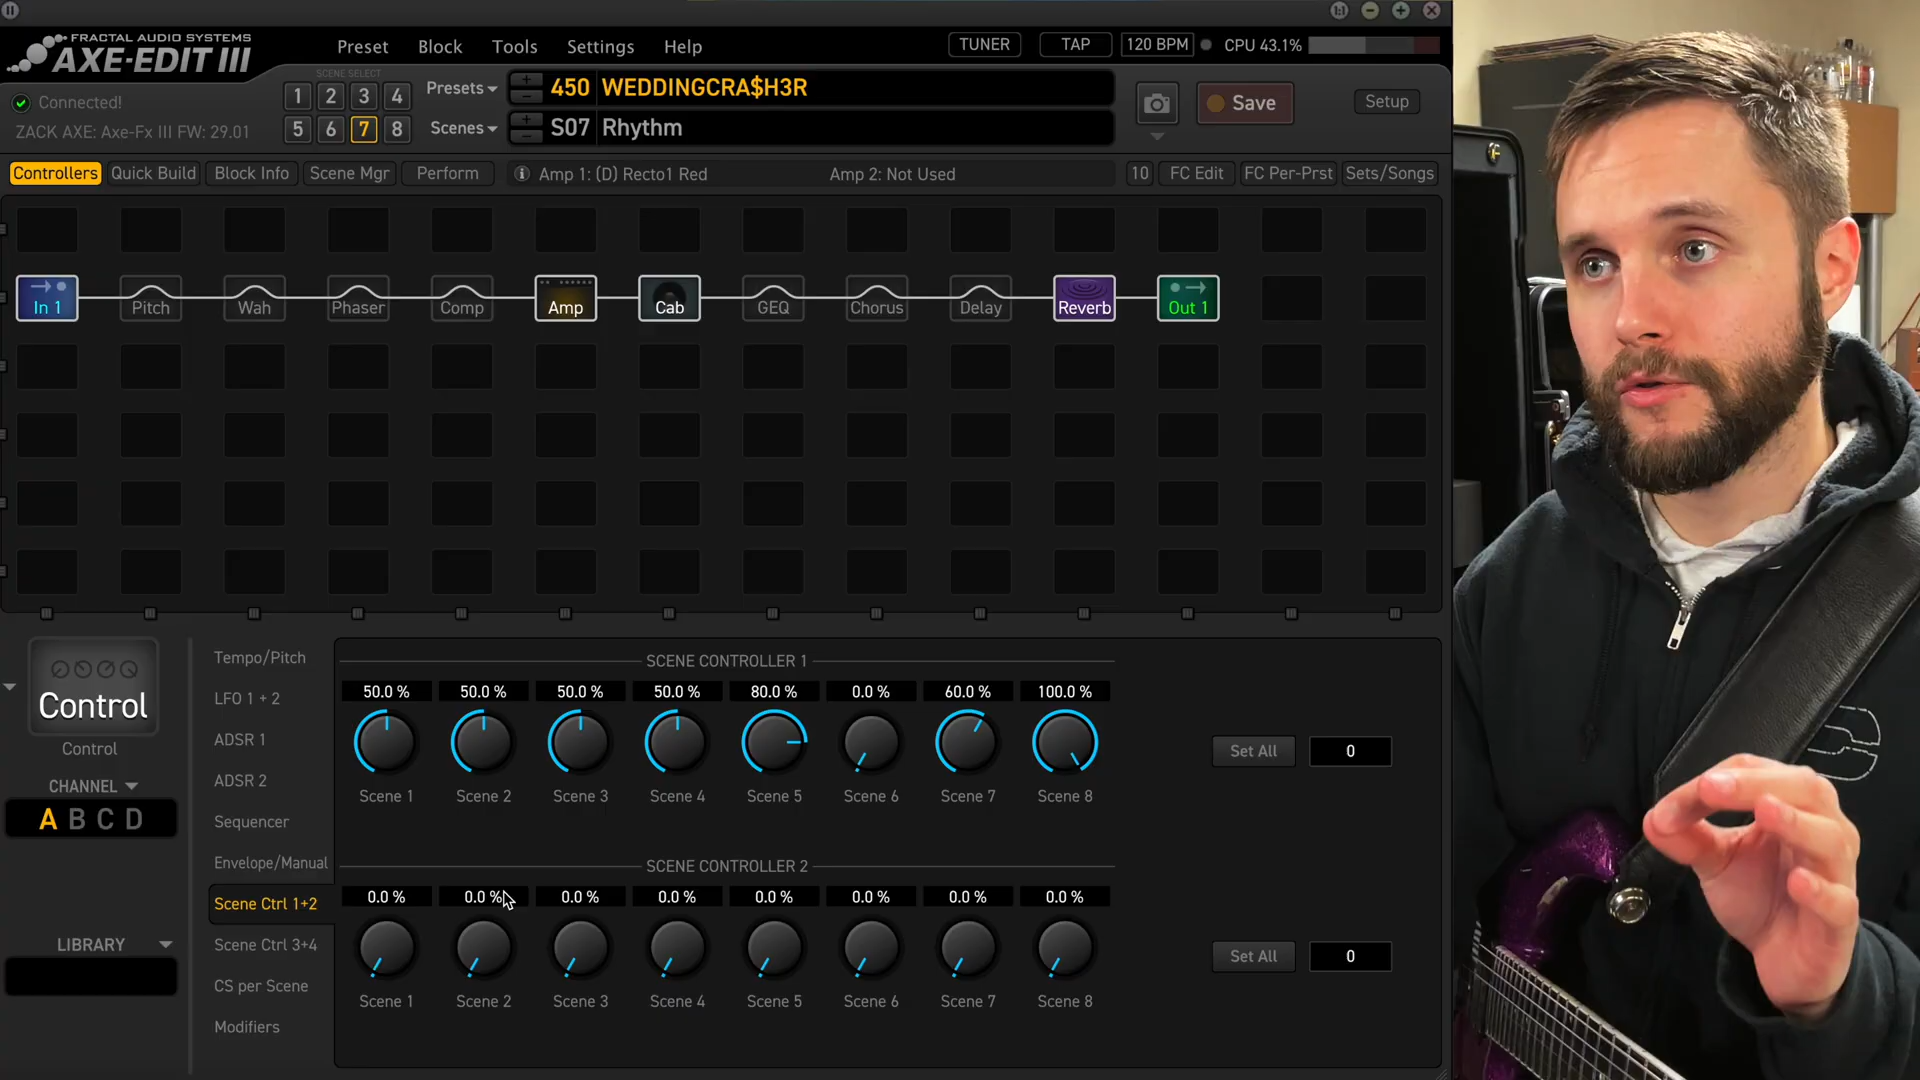 FRACTAL AUDIO SYSTEMS
AXE-EDIT III
Preset Block Tools Settings Help
TUNER TAP 120 BPM CPU 43.1%
1:1
SCENE SELECT
1 2 3 4
5 6 7 8
Connected!
ZACK AXE: Axe-Fx III FW: 29.01
Presets + - 450 WEDDINGCRA$H3R
Scenes + - S07 Rhythm
Save Setup
Controllers Quick Build Block Info Scene Mgr Perform
Amp 1: (D) Recto1 Red Amp 2: Not Used
10 FC Edit FC Per-Prst Sets/Songs
In 1 Pitch Wah Phaser Comp Amp Cab GEQ Chorus Delay Reverb Out 1
Control
Control
CHANNEL
A B C D
LIBRARY
Tempo/Pitch
LFO 1 + 2
ADSR 1
ADSR 2
Sequencer
Envelope/Manual
Scene Ctrl 1+2
Scene Ctrl 3+4
CS per Scene
Modifiers
SCENE CONTROLLER 1
50.0 % 50.0 % 50.0 % 50.0 % 80.0 % 0.0 % 60.0 % 100.0 %
Set All 0
Scene 1 Scene 2 Scene 3 Scene 4 Scene 5 Scene 6 Scene 7 Scene 8
SCENE CONTROLLER 2
0.0 % 0.0 % 0.0 % 0.0 % 0.0 % 0.0 % 0.0 % 0.0 %
Set All 0
Scene 1 Scene 2 Scene 3 Scene 4 Scene 5 Scene 6 Scene 7 Scene 8